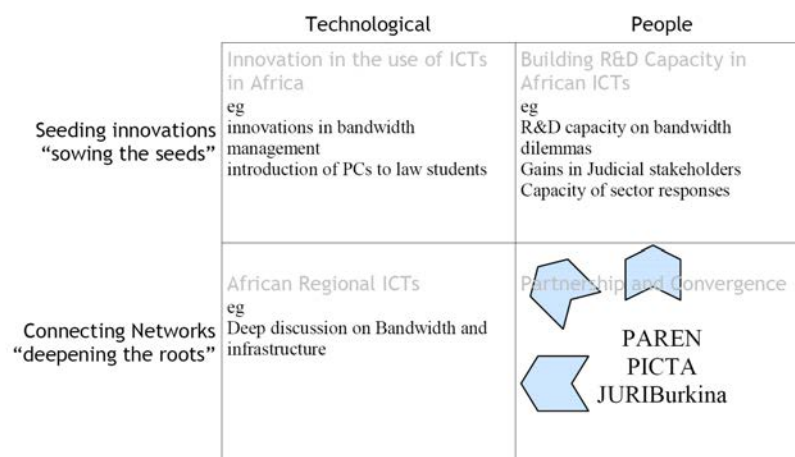 Technological
People
Seeding innovations
“sowing the seeds”
Innovation in the use of ICTs
in Africa
eg
innovations in bandwidth
management
introduction of PCs to law students
Building R&D Capacity in
African ICTs
eg
R&D capacity on bandwidth
dilemmas
Gains in Judicial stakeholders
Capacity of sector responses
Connecting Networks
“deepening the roots”
African Regional ICTs
eg
Deep discussion on Bandwidth and
infrastructure
Partnership and Convergence
PAREN
PICTA
JURIBurkina